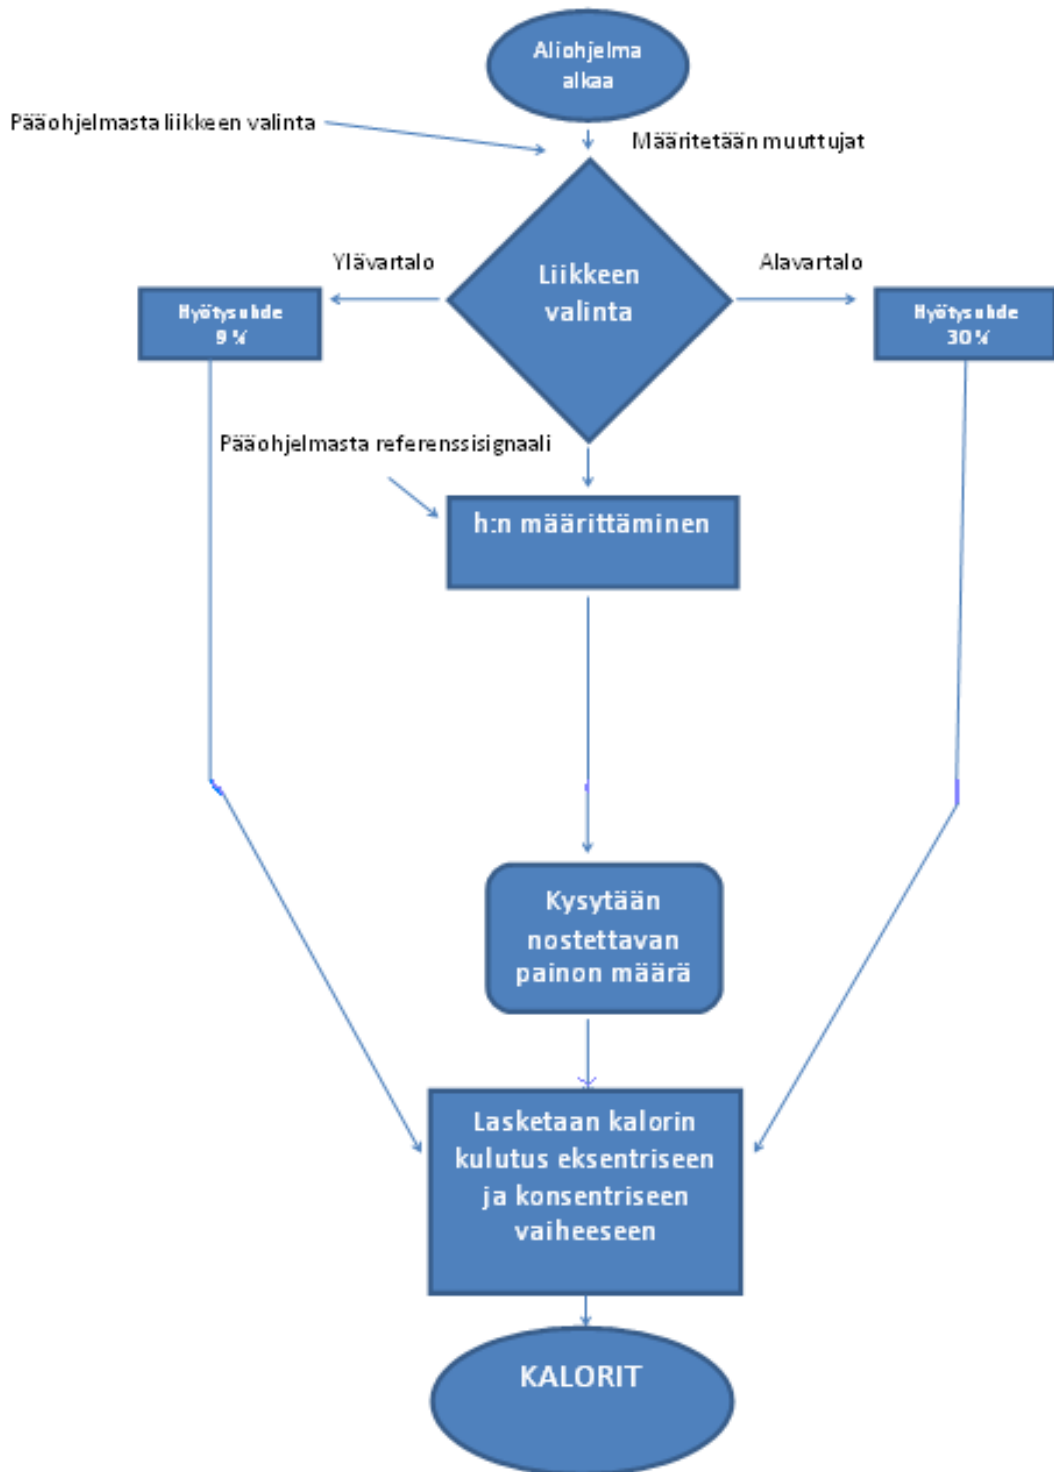 Aliohjelma
alkaa
Pääohjelmasta liikkeen valinta
Määritetään muuttujat
Ylävartalo
Liikkeen
valinta
Alavartalo
Hyötysuhde
9 %
Hyötysuhde
30 %
Pääohjelmasta referenssisignaali
h:n määrittäminen
Kysytään
nostettavan
painon määrä
Lasketaan kalorin
kulutus eksentriseen
ja konsentriseen
vaiheeseen
KALORIT